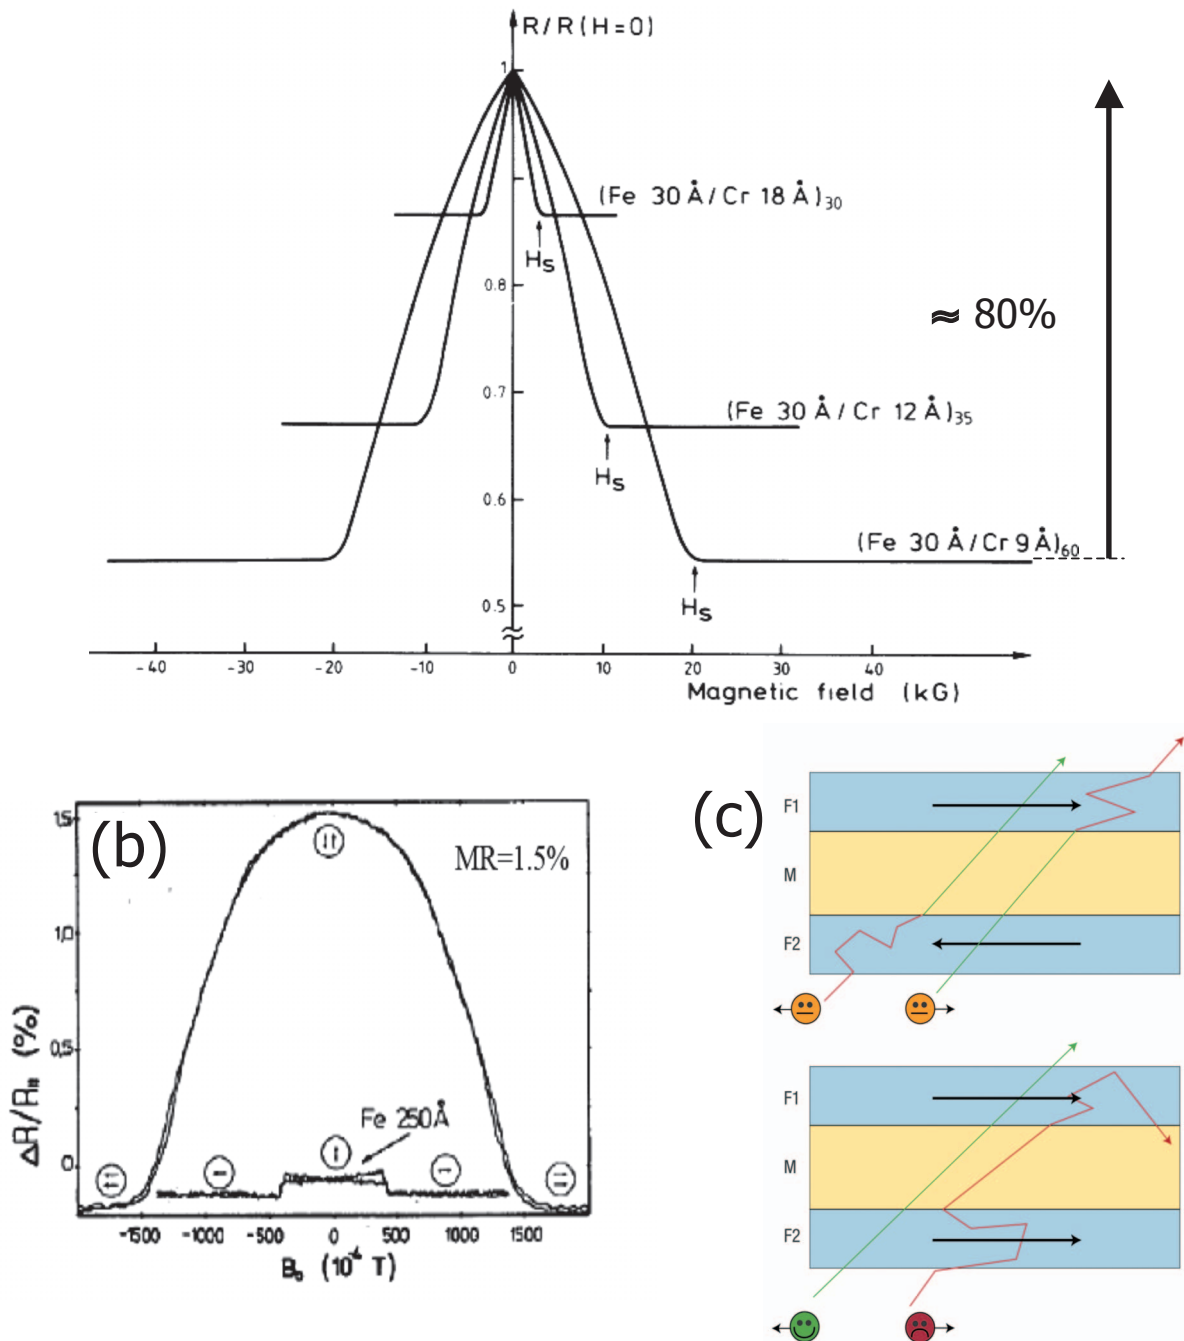 R/R(H=0)
1
(Fe 30 Å/Cr 18 Å)30
Hs
0.8
≈ 80%
0.7
(Fe 30 Å/Cr 12 Å)35
Hs
0.6
(Fe 30 Å/Cr 9 Å)60
Hs
0.5
-40 -30 -20 -10 0 10 20 30 40
Magnetic field (kG)
(b)
MR=1.5%
1,5
1,0
0,5
0
ΔR/R (%)
Fe 250Å
-1500 -1000 -500 0 500 1000 1500
B₀ (10⁻⁴ T)
(c)
F1
M
F2
F1
M
F2